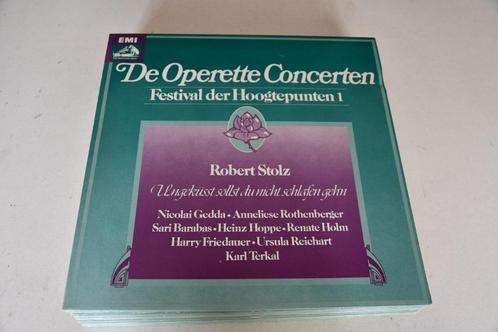 EMI
De Operette Concerten
Festival der Hoogtepunten 1
Robert Stolz
Ungeküsst sollst du nicht schlafen gehn
Nicolai Gedda • Anneliese Rothenberger
Sari Barabas • Heinz Hoppe • Renate Holm
Harry Friedauer • Ursula Reichart
Karl Terkal